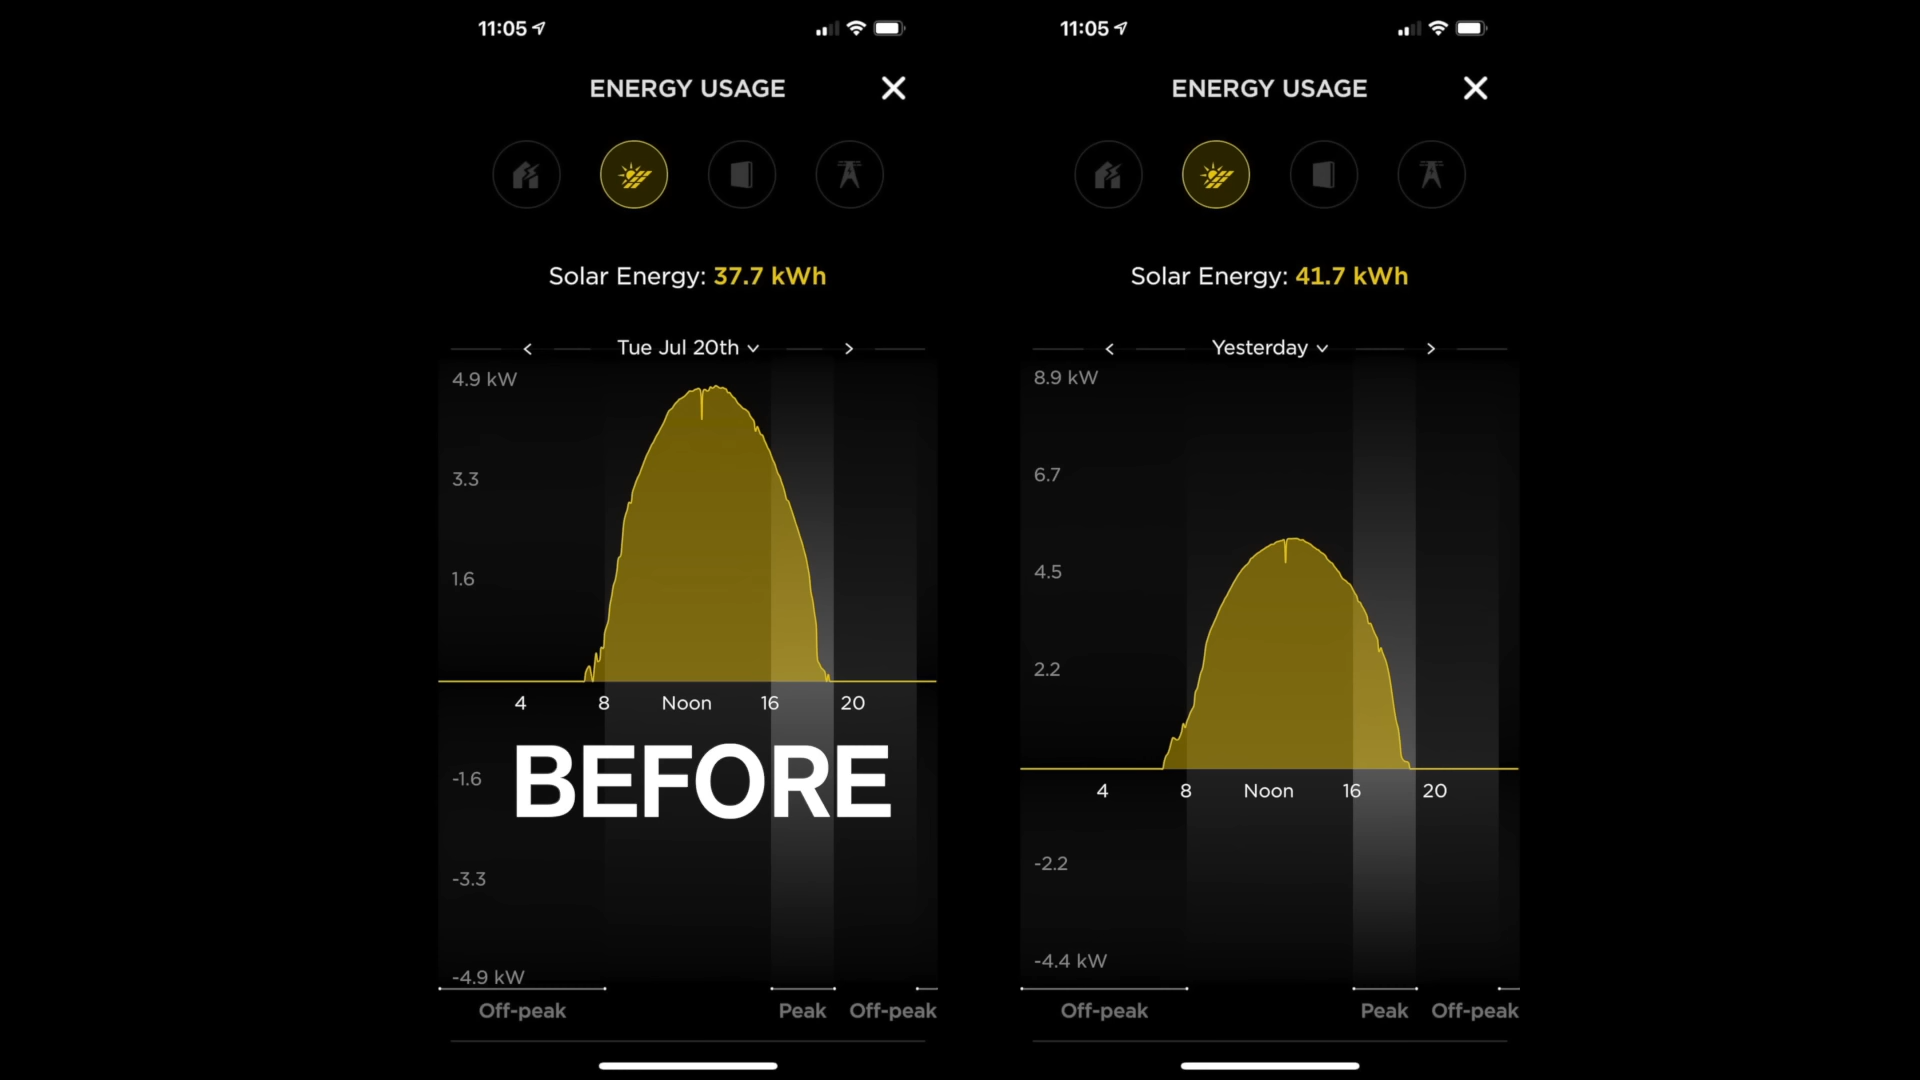 11:05
ENERGY USAGE
Solar Energy: 37.7 kWh
Tue Jul 20th
4.9 kW
3.3
1.6
4 8 Noon 16 20
BEFORE
-1.6
-3.3
-4.9 kW
Off-peak Peak Off-peak
11:05
ENERGY USAGE
Solar Energy: 41.7 kWh
Yesterday
8.9 kW
6.7
4.5
2.2
4 8 Noon 16 20
-2.2
-4.4 kW
Off-peak Peak Off-peak